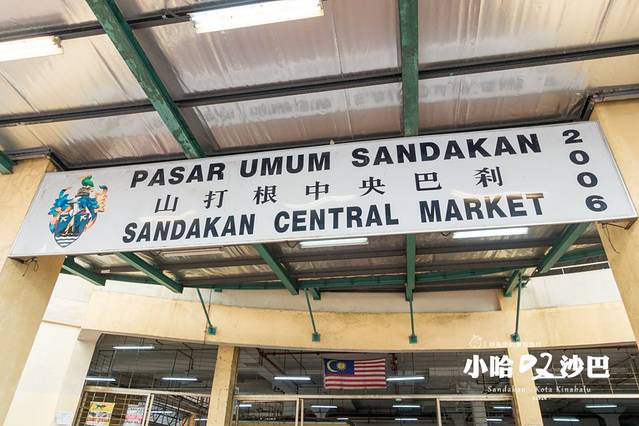 PASAR UMUM SANDAKAN
山打根中央巴刹
SANDAKAN CENTRAL MARKET
2006
小哈 沙巴
Sandakan Kota Kinabalu